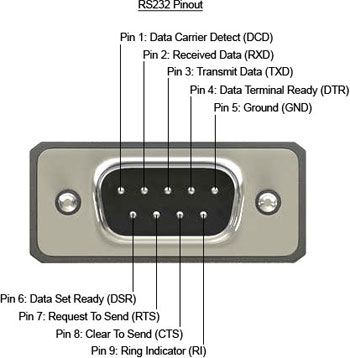 RS232 Pinout
Pin 1: Data Carrier Detect (DCD)
Pin 2: Received Data (RXD)
Pin 3: Transmit Data (TXD)
Pin 4: Data Terminal Ready (DTR)
Pin 5: Ground (GND)
Pin 6: Data Set Ready (DSR)
Pin 7: Request To Send (RTS)
Pin 8: Clear To Send (CTS)
Pin 9: Ring Indicator (RI)